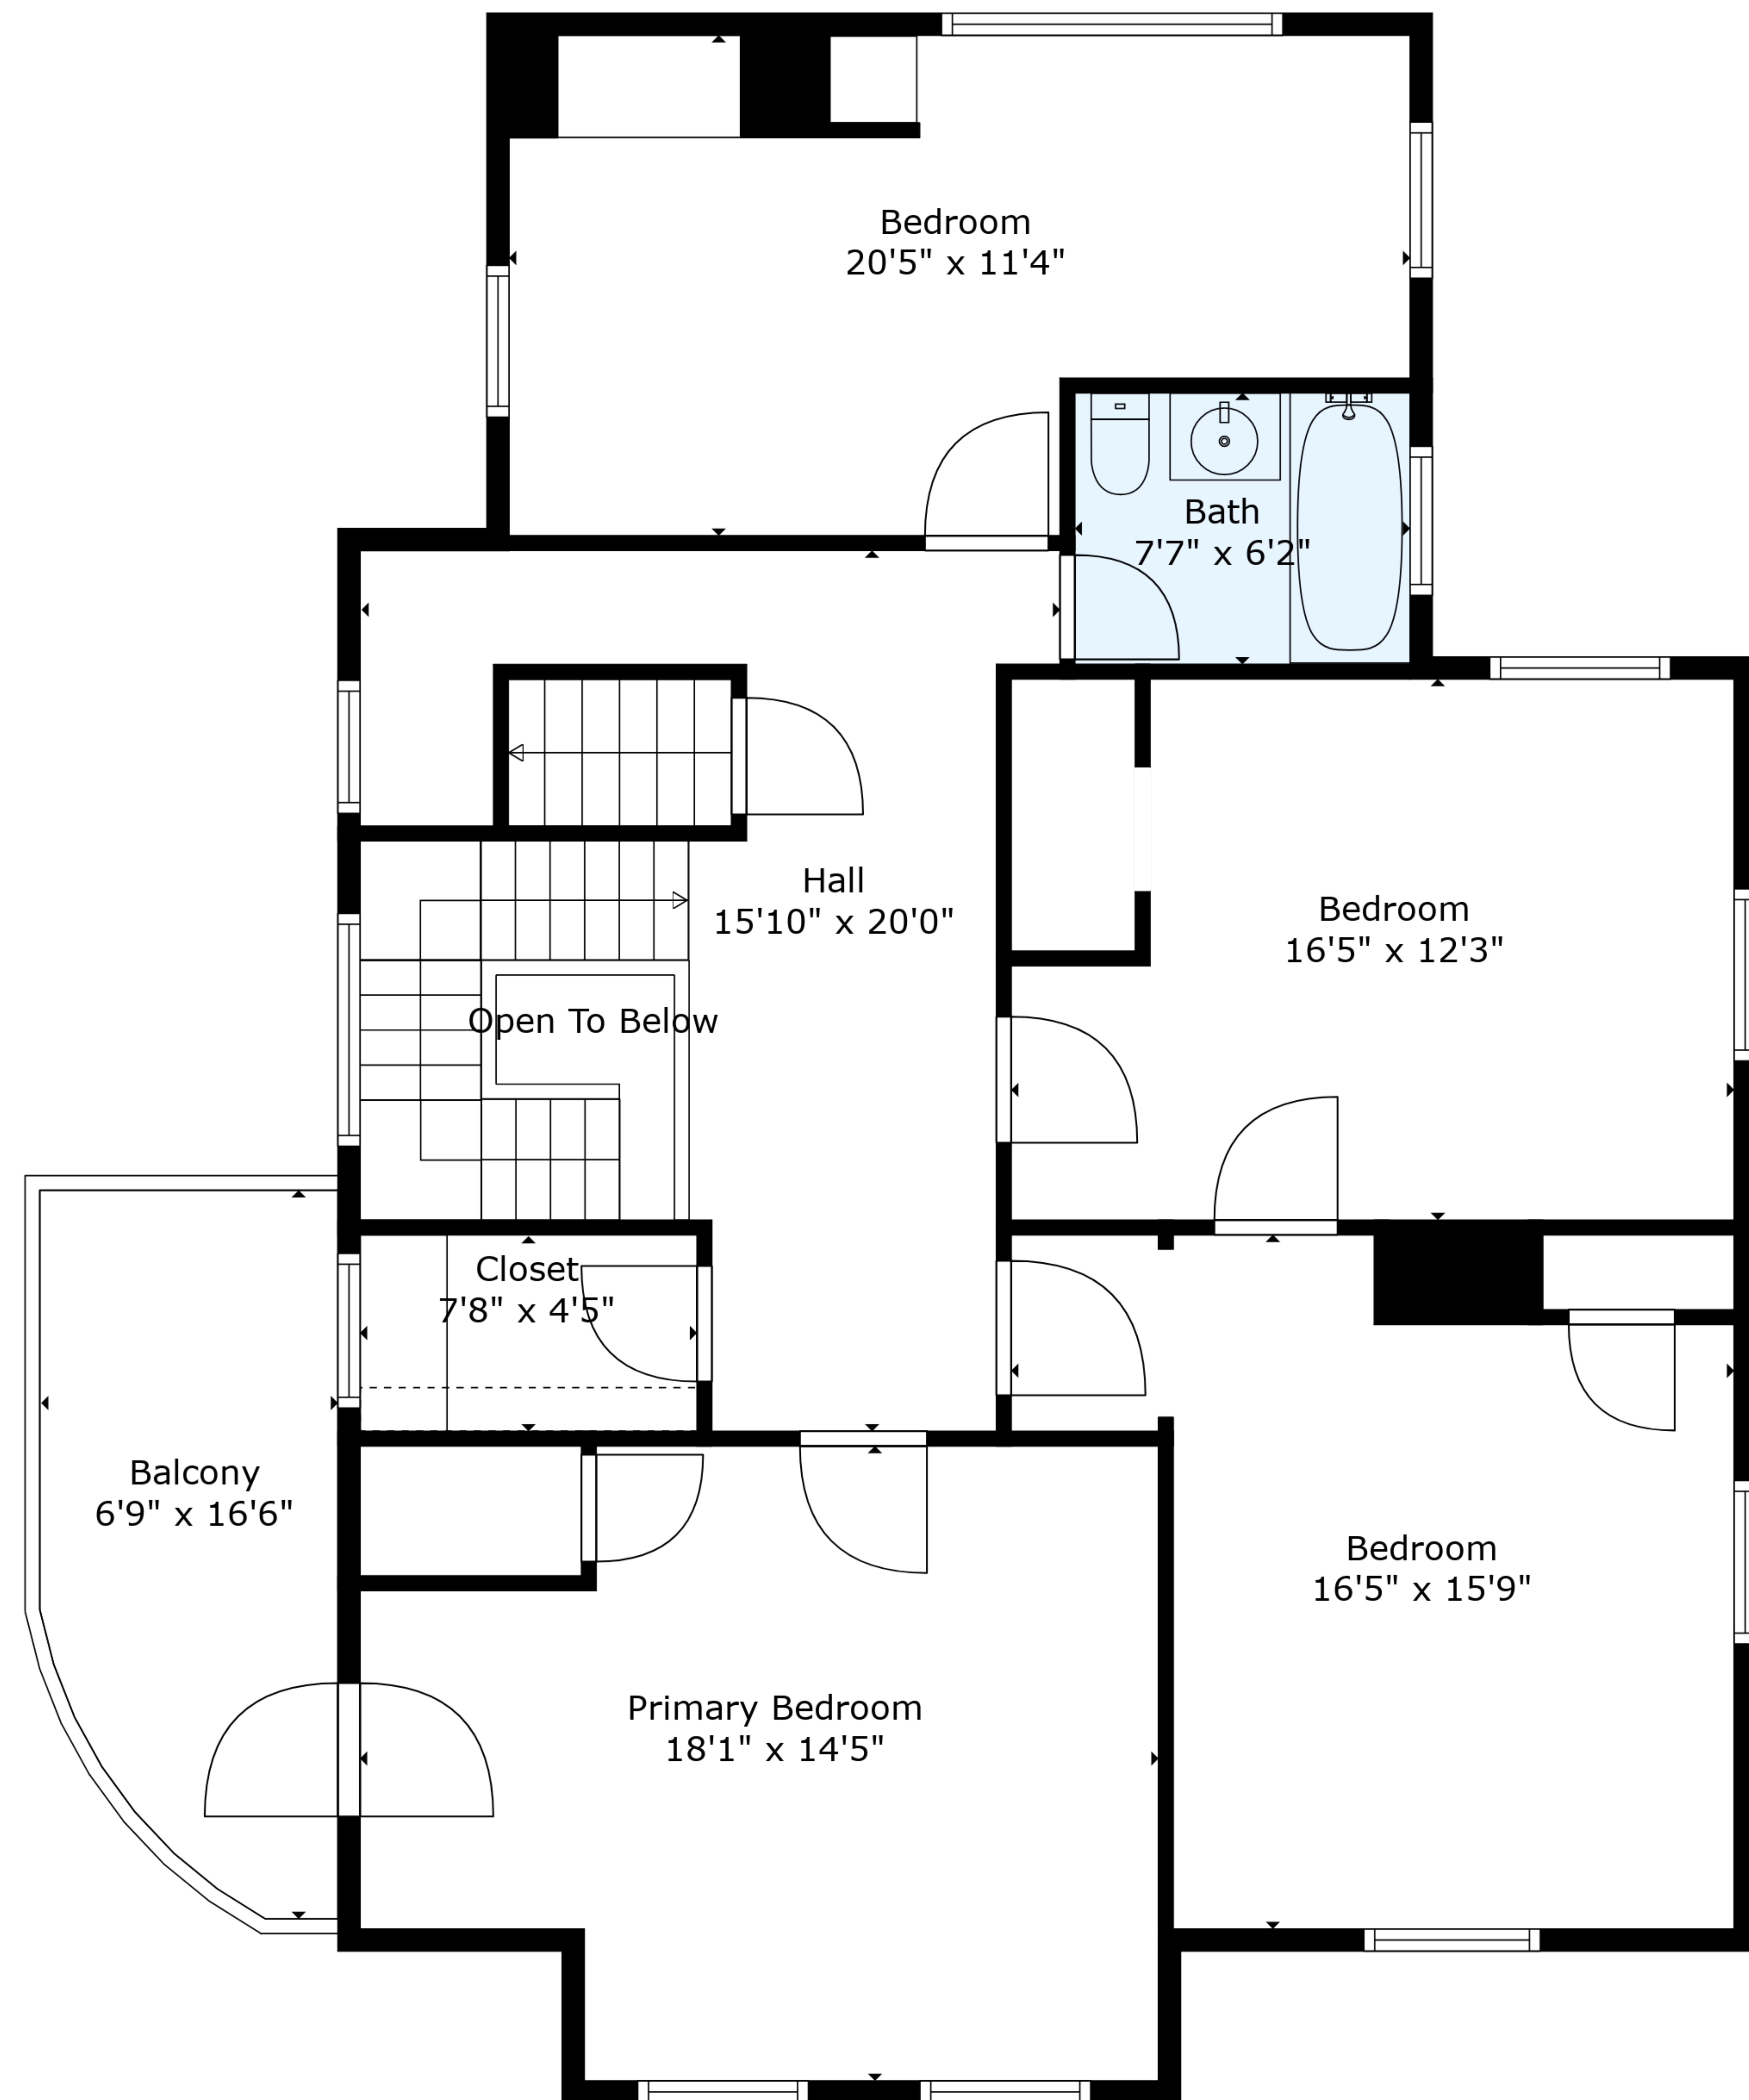 Bedroom
20'5" x 11'4"
Bath
7'7" x 6'2"
Hall
15'10" x 20'0"
Bedroom
16'5" x 12'3"
Open To Below
Closet
7'8" x 4'5"
Balcony
6'9" x 16'6"
Bedroom
16'5" x 15'9"
Primary Bedroom
18'1" x 14'5"